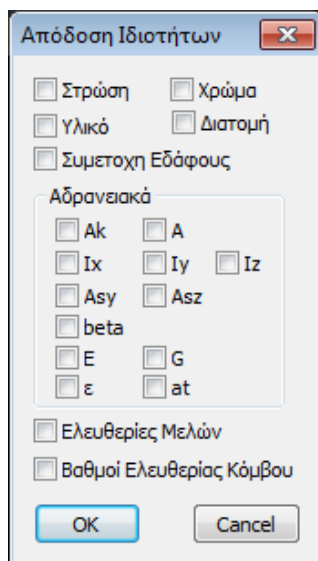 Απόδοση Ιδιοτήτων
Στρώση Χρώμα
Υλικό Διατομή
Συμετοχη Εδάφους
Αδρανειακά
Ak A
Ix Iy Iz
Asy Asz
beta
E G
ε at
Ελευθερίες Μελών
Βαθμοί Ελευθερίας Κόμβου
OK Cancel